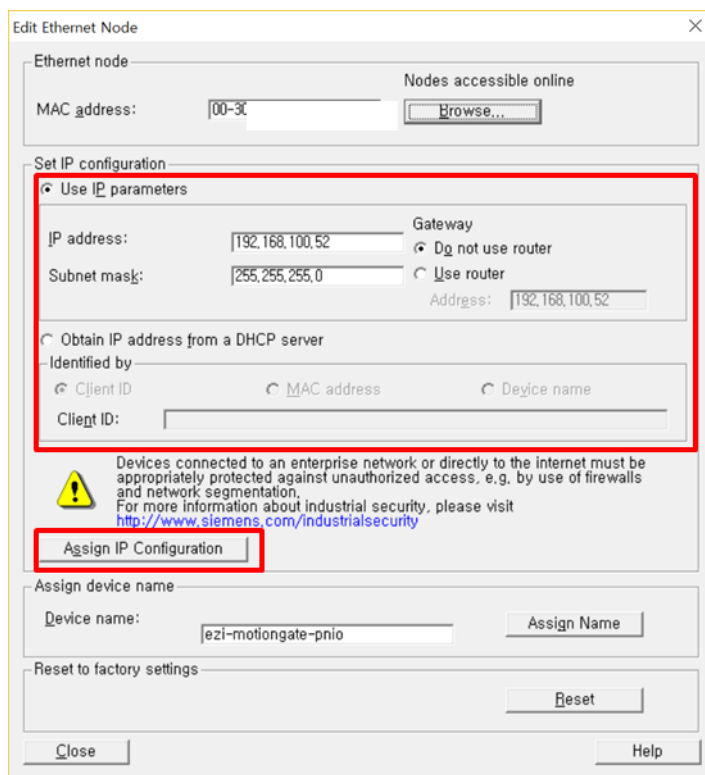 Edit Ethernet Node
Ethernet node
Nodes accessible online
MAC address:
00-30
Browse...
Set IP configuration
Use IP parameters
Gateway
IP address:
192,168,100,52
Do not use router
Subnet mask:
255,255,255,0
Use router
Address:
192,168,100,52
Obtain IP address from a DHCP server
Identified by
Client ID
MAC address
Device name
Client ID:
Devices connected to an enterprise network or directly to the internet must be
appropriately protected against unauthorized access, e,g, by use of firewalls
and network segmentation,
For more information about industrial security, please visit
http://www,siemens,com/industrialsecurity
Assign IP Configuration
Assign device name
Device name:
ezi-motiongate-pnio
Assign Name
Reset to factory settings
Reset
Close
Help